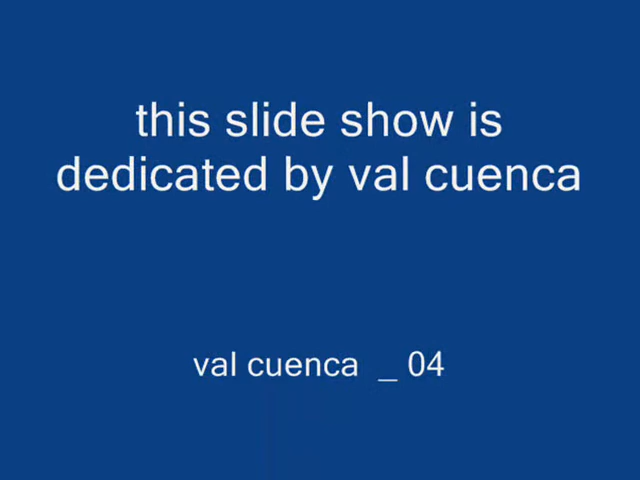 this slide show is
dedicated by val cuenca
val cuenca _ 04